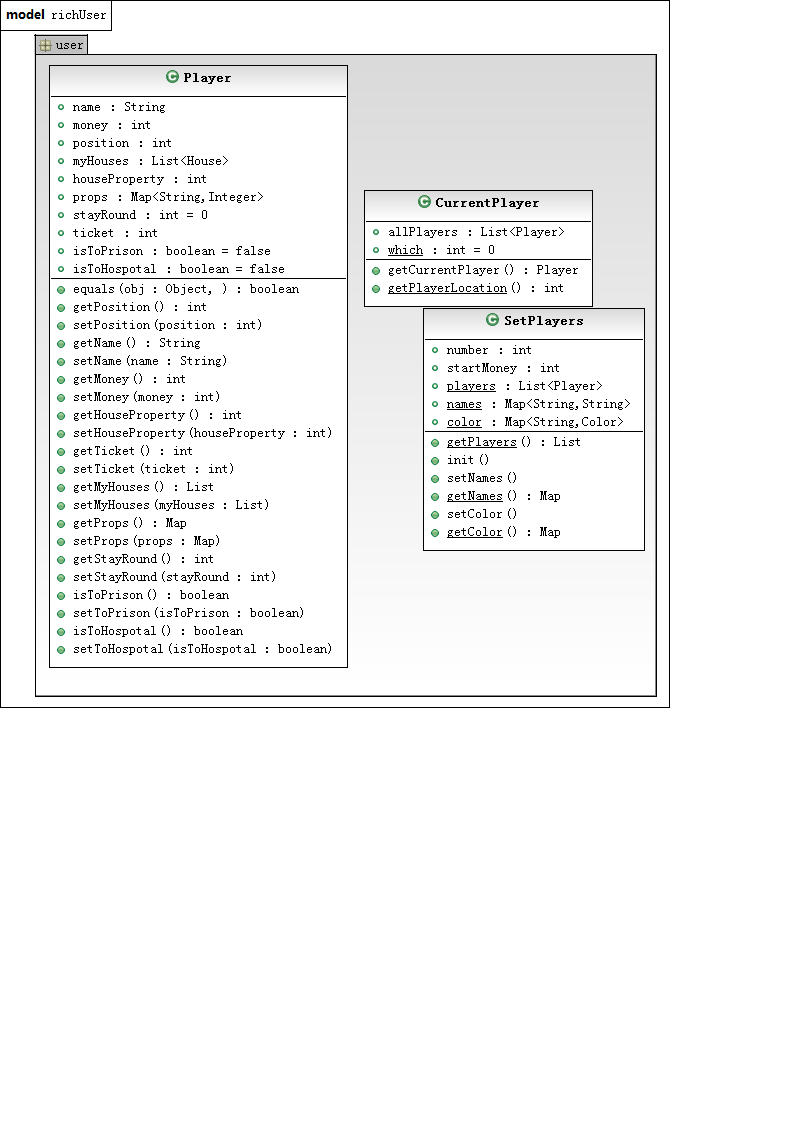 model richUser
user
Player
name : String
money : int
position : int
myHouses : List<House>
houseProperty : int
props : Map<String,Integer>
stayRound : int = 0
ticket : int
isToPrison : boolean = false
isToHospotal : boolean = false
equals(obj : Object, ) : boolean
getPosition() : int
setPosition(position : int)
getName() : String
setName(name : String)
getMoney() : int
setMoney(money : int)
getHouseProperty() : int
setHouseProperty(houseProperty : int)
getTicket() : int
setTicket(ticket : int)
getMyHouses() : List
setMyHouses(myHouses : List)
getProps() : Map
setProps(props : Map)
getStayRound() : int
setStayRound(stayRound : int)
isToPrison() : boolean
setToPrison(isToPrison : boolean)
isToHospotal() : boolean
setToHospotal(isToHospotal : boolean)
CurrentPlayer
allPlayers : List<Player>
which : int = 0
getCurrentPlayer() : Player
getPlayerLocation() : int
SetPlayers
number : int
startMoney : int
players : List<Player>
names : Map<String,String>
color : Map<String,Color>
getPlayers() : List
init()
setNames()
getNames() : Map
setColor()
getColor() : Map